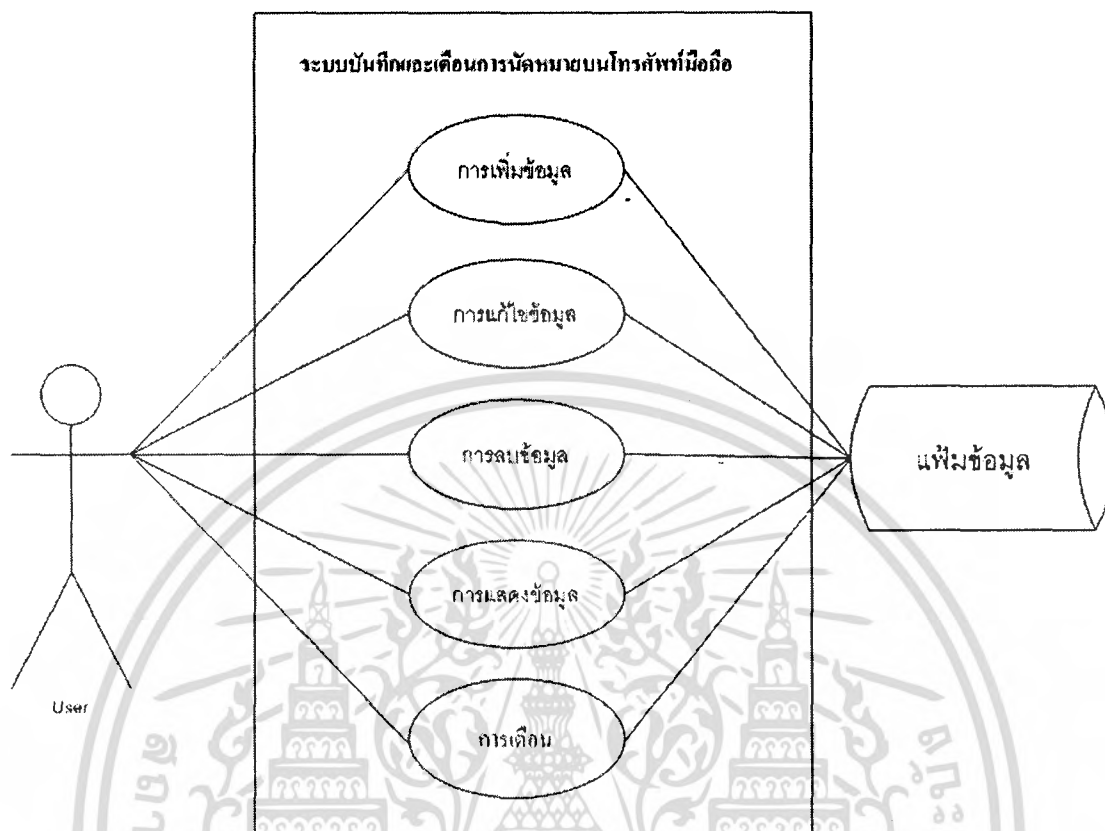 ระบบบันทึกและเตือนการนัดหมายบนโทรศัพท์มือถือ
การเพิ่มข้อมูล
การแก้ไขข้อมูล
การลบข้อมูล
การแสดงข้อมูล
การเตือน
แฟ้มข้อมูล
User